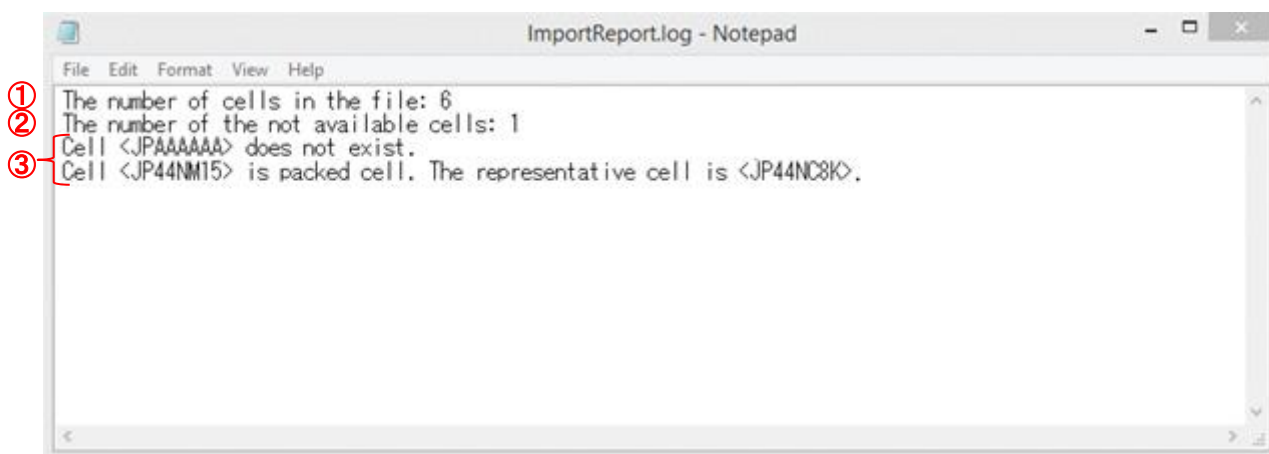 ImportReport.log - Notepad
File Edit Format View Help
① The number of cells in the file: 6
② The number of the not available cells: 1
③ Cell <JPAAAAAA> does not exist.
Cell <JP44NM15> is packed cell. The representative cell is <JP44NC8K>.